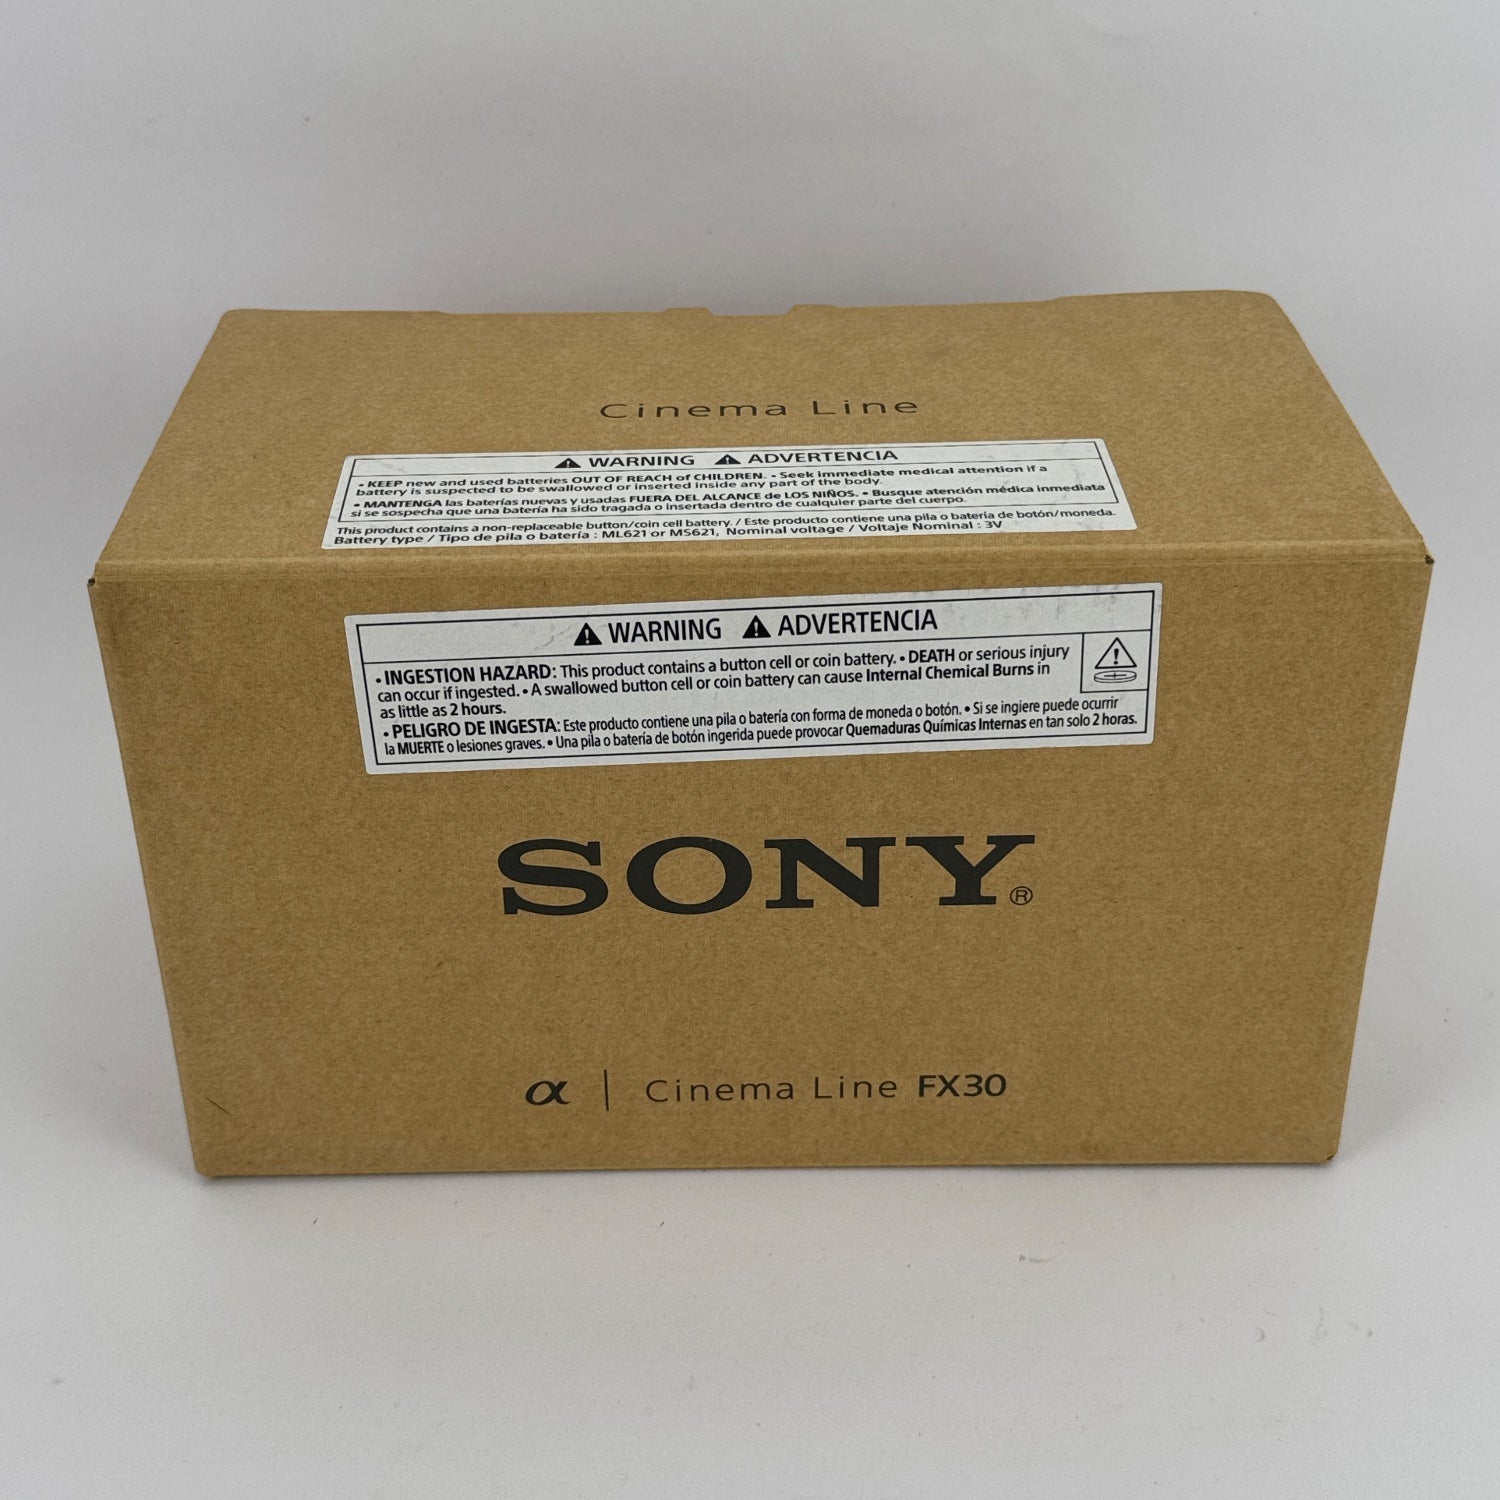 Cinema Line
WARNING ADVERTENCIA
• KEEP new and used batteries OUT OF REACH of CHILDREN. - Seek immediate medical attention if a
battery is suspected to be swallowed or inserted inside any part of the body.
• MANTENGA las baterías nuevas y usadas FUERA DEL ALCANCE de LOS NIÑOS. • Busque atención médica inmediata
si se sospecha que una batería ha sido tragada o insertada dentro de cualquier parte del cuerpo.
This product contains a non-replaceable button/coin cell battery. / Este producto contiene una pila o batería de botón/moneda.
Battery type / Tipo de pila o batería : ML621 or MS621, Nominal voltage / Voltaje Nominal : 3V
WARNING ADVERTENCIA
• INGESTION HAZARD: This product contains a button cell or coin battery. • DEATH or serious injury
can occur if ingested. • A swallowed button cell or coin battery can cause Internal Chemical Burns in
as little as 2 hours.
• PELIGRO DE INGESTA: Este producto contiene una pila o batería con forma de moneda o botón. • Si se ingiere puede ocurrir
la MUERTE o lesiones graves. • Una pila o batería de botón ingerida puede provocar Quemaduras Químicas Internas en tan solo 2 horas.
SONY®
α | Cinema Line FX30